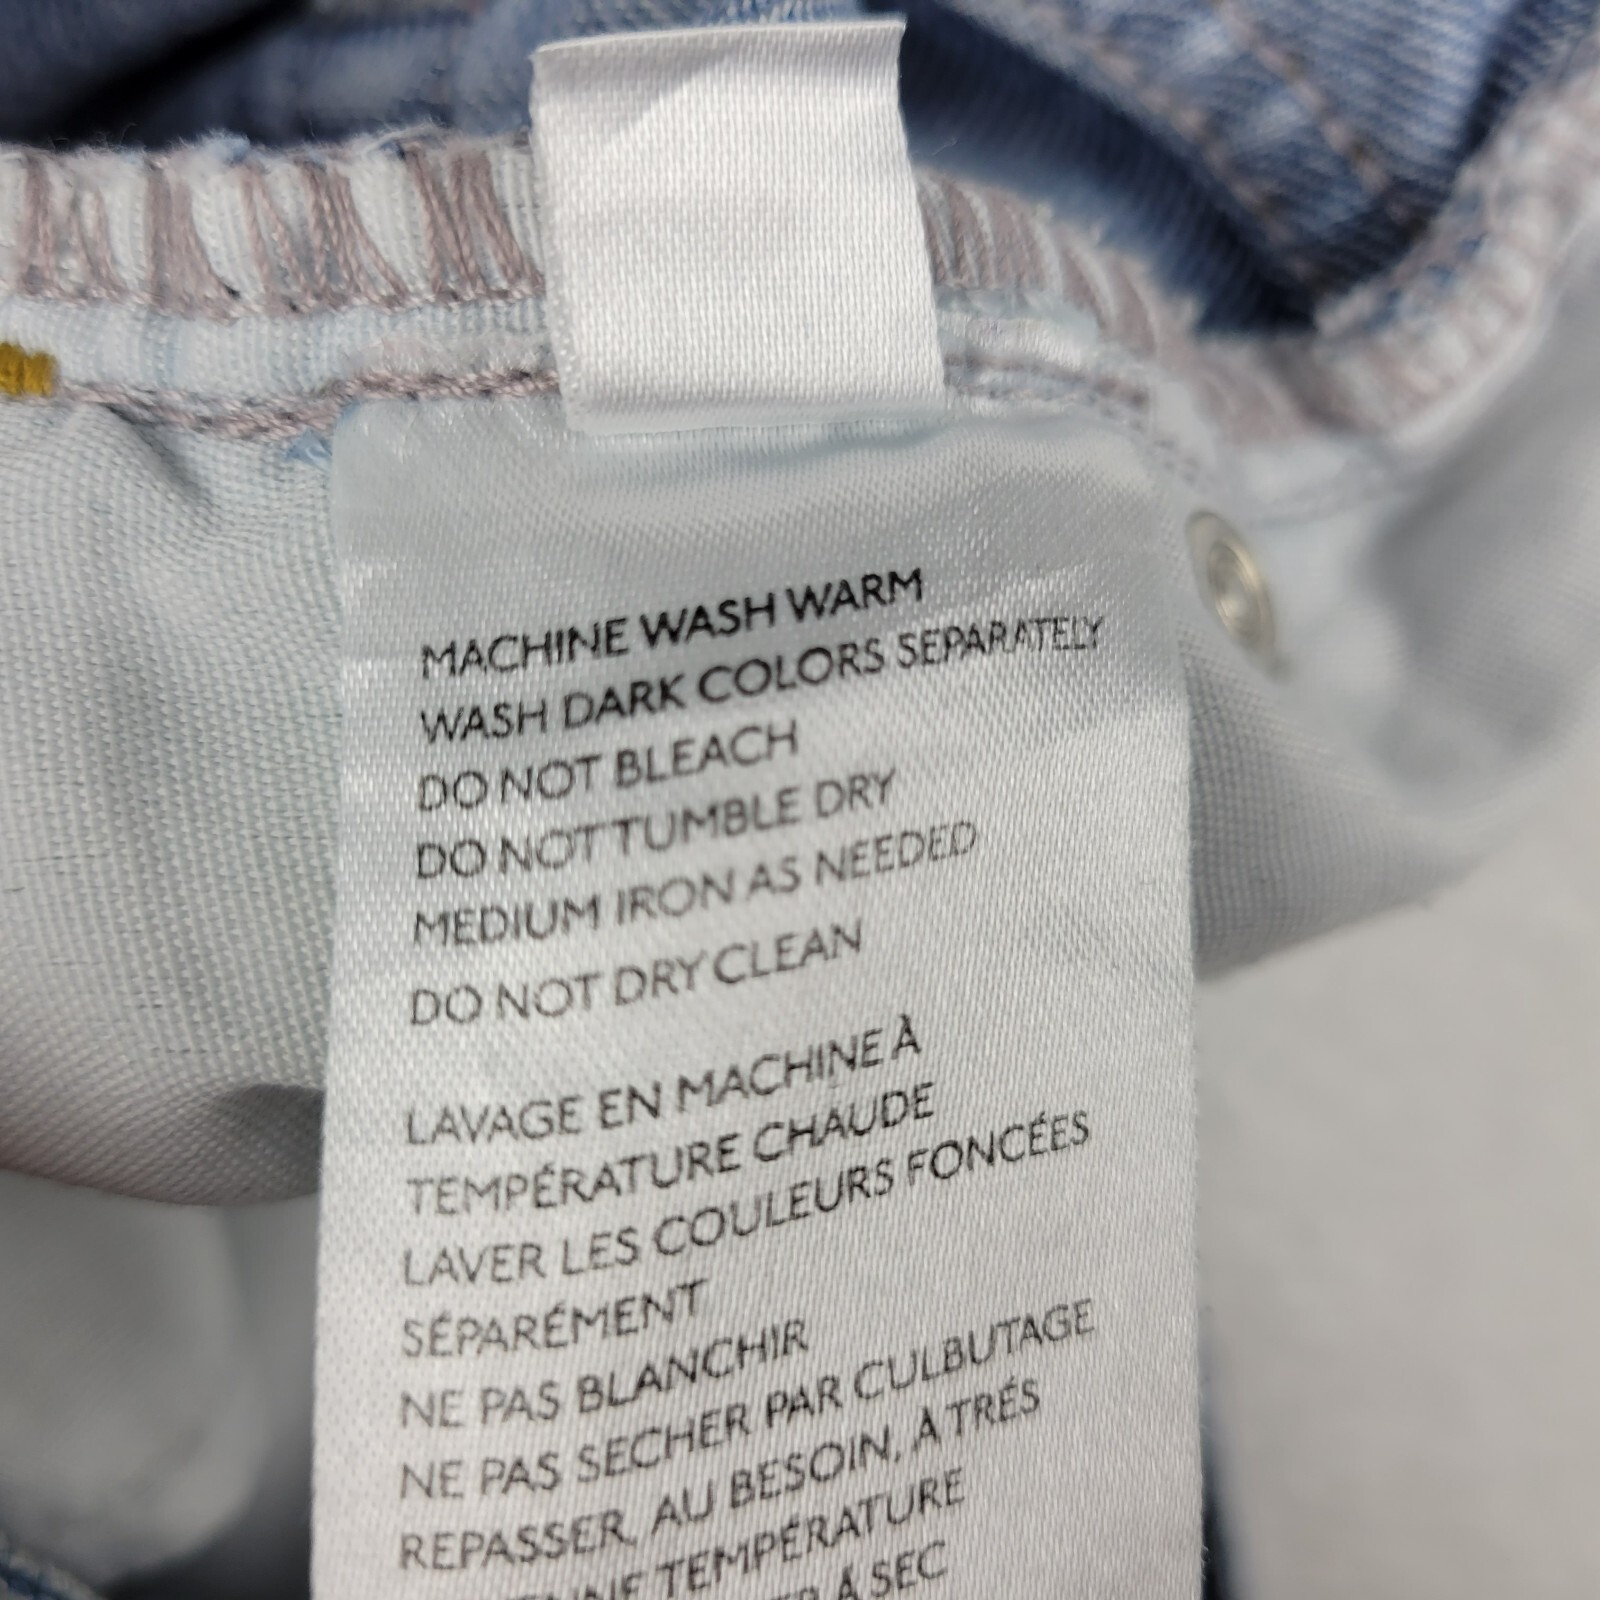 MACHINE WASH WARM
WASH DARK COLORS SEPARATELY
DO NOT BLEACH
DO NOT TUMBLE DRY
MEDIUM IRON AS NEEDED
DO NOT DRY CLEAN
LAVAGE EN MACHINE À
TEMPÉRATURE CHAUDE
LAVER LES COULEURS FONCÉES
SÉPARÉMENT
NE PAS BLANCHIR
NE PAS SECHER PAR CULBUTAGE
REPASSER, AU BESOIN, À TRÉS
TEMPÉRATURE
À SEC